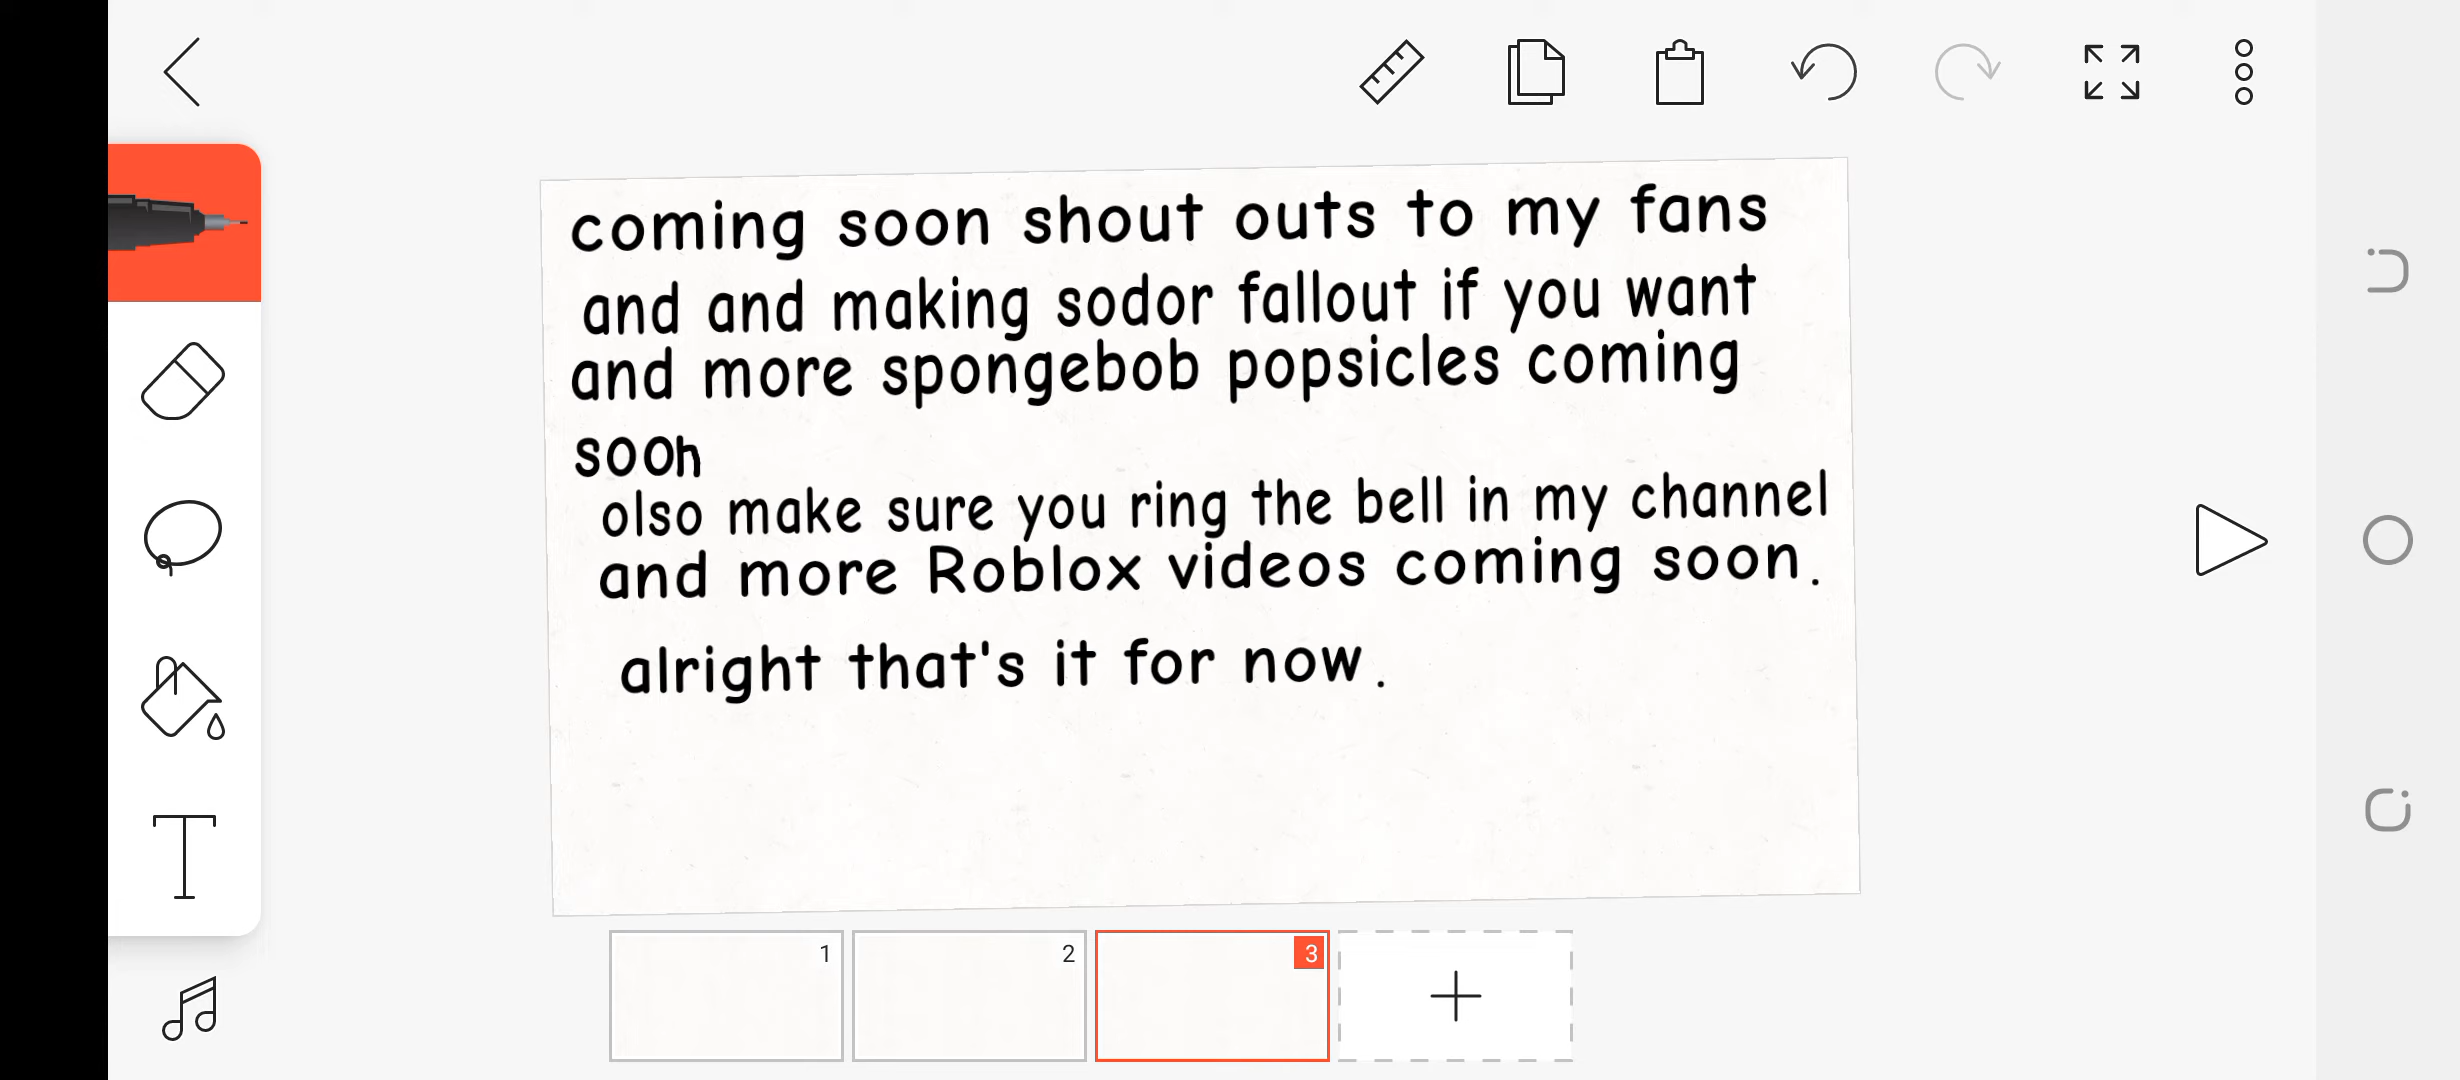 coming soon shout outs to my fans
and and making sodor fallout if you want
and more spongebob popsicles coming
soon
olso make sure you ring the bell in my channel
and more Roblox videos coming soon.
alright that's it for now.
1 2 3